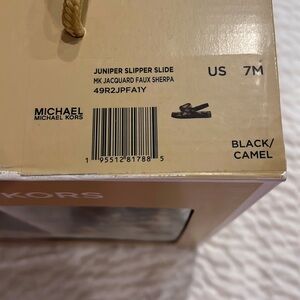 JUNIPER SLIPPER SLIDE
MK JACQUARD FAUX SHERPA
49R2JPFA1Y
US 7M
MICHAEL
MICHAEL KORS
1 95512 81788 5
BLACK/
CAMEL
KORS